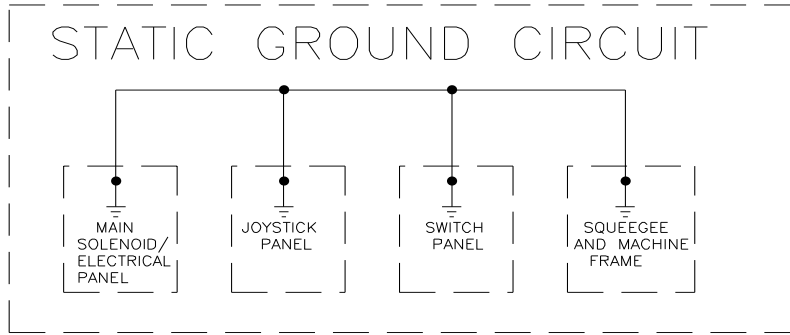 STATIC GROUND CIRCUIT
MAIN
SOLENOID/
ELECTRICAL
PANEL
JOYSTICK
PANEL
SWITCH
PANEL
SQUEEGEE
AND MACHINE
FRAME